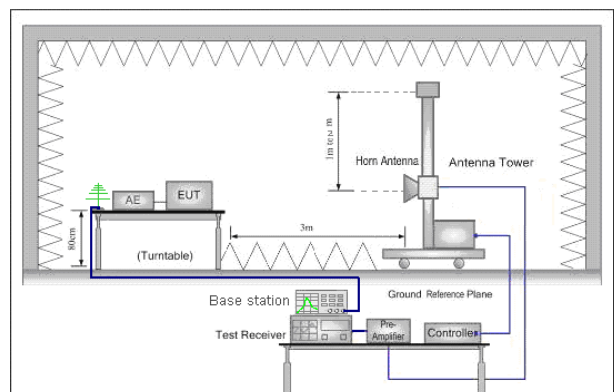 1m to 2 m
Horn Antenna
Antenna Tower
AE
EUT
80cm
(Turntable)
3m
Ground Reference Plane
Base station
Test Receiver
Pre-
Amplifier
Controller